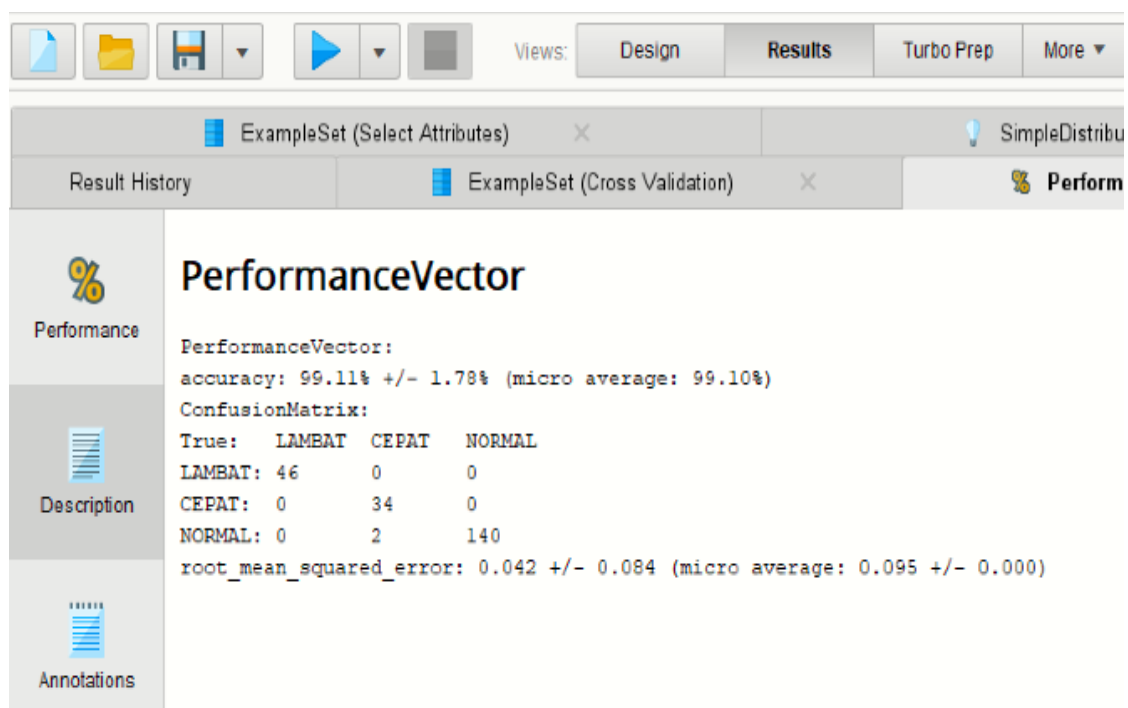 Views: Design Results Turbo Prep More
ExampleSet (Select Attributes) SimpleDistribu
Result History ExampleSet (Cross Validation) Perform
Performance
Description
Annotations
PerformanceVector
PerformanceVector:
accuracy: 99.11% +/- 1.78% (micro average: 99.10%)
ConfusionMatrix:
True: LAMBAT CEPAT NORMAL
LAMBAT: 46 0 0
CEPAT: 0 34 0
NORMAL: 0 2 140
root_mean_squared_error: 0.042 +/- 0.084 (micro average: 0.095 +/- 0.000)